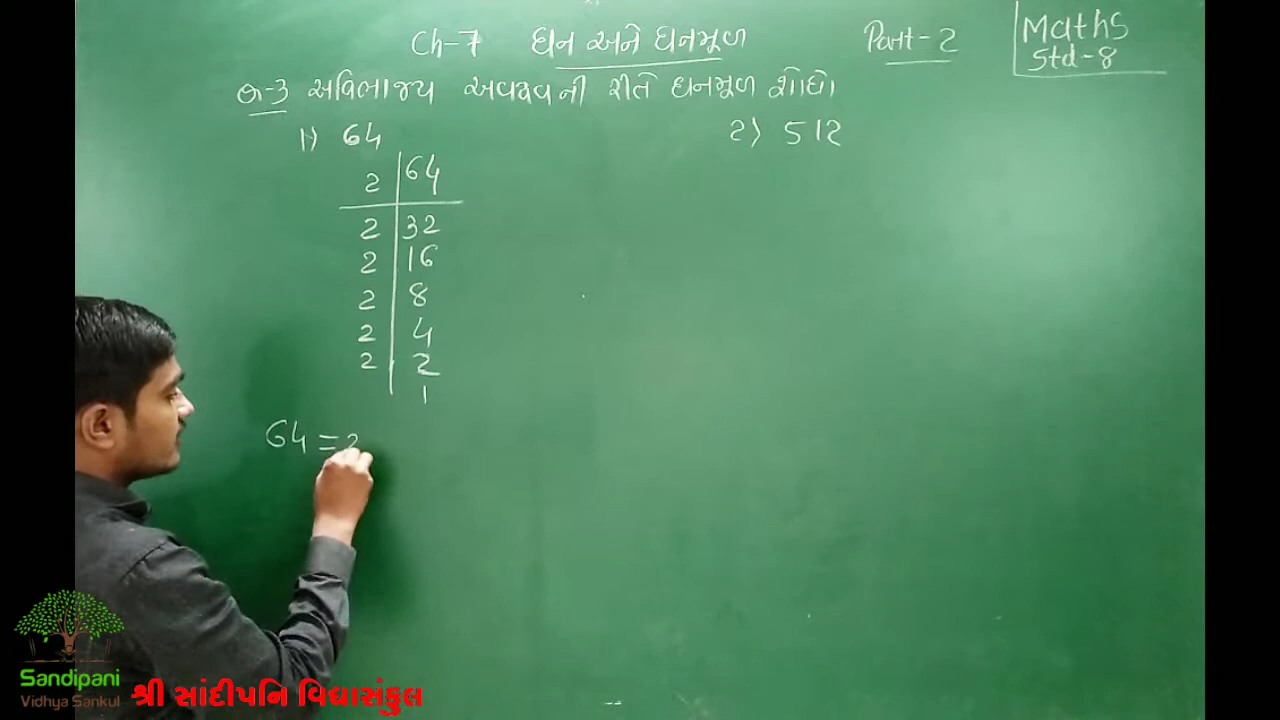 Ch-7 ઘન અને ઘનમૂળ Part-2
Maths
Std-8
દા-3 અવિભાજ્ય અવયવની રીતે ઘનમૂળ શોધો
1) 64
2) 512
2 | 64
2 | 32
2 | 16
2 | 8
2 | 4
2 | 2
1
64 = 2
Sandipani
Vidhya Sankul
શ્રી સાંદીપનિ વિદ્યાસંકુલ